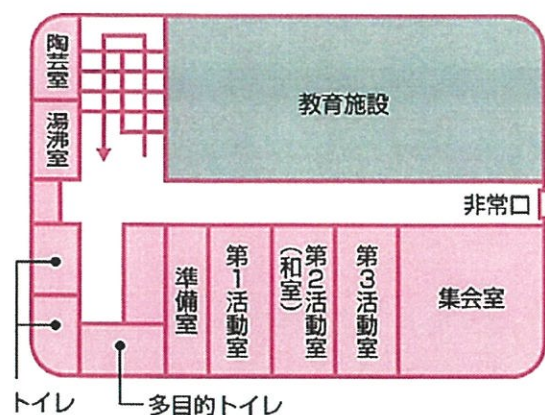 陶芸室
教育施設
湯沸室
非常口
準備室
第1活動室
第2活動室
(和室)
第3活動室
集会室
トイレ
多目的トイレ